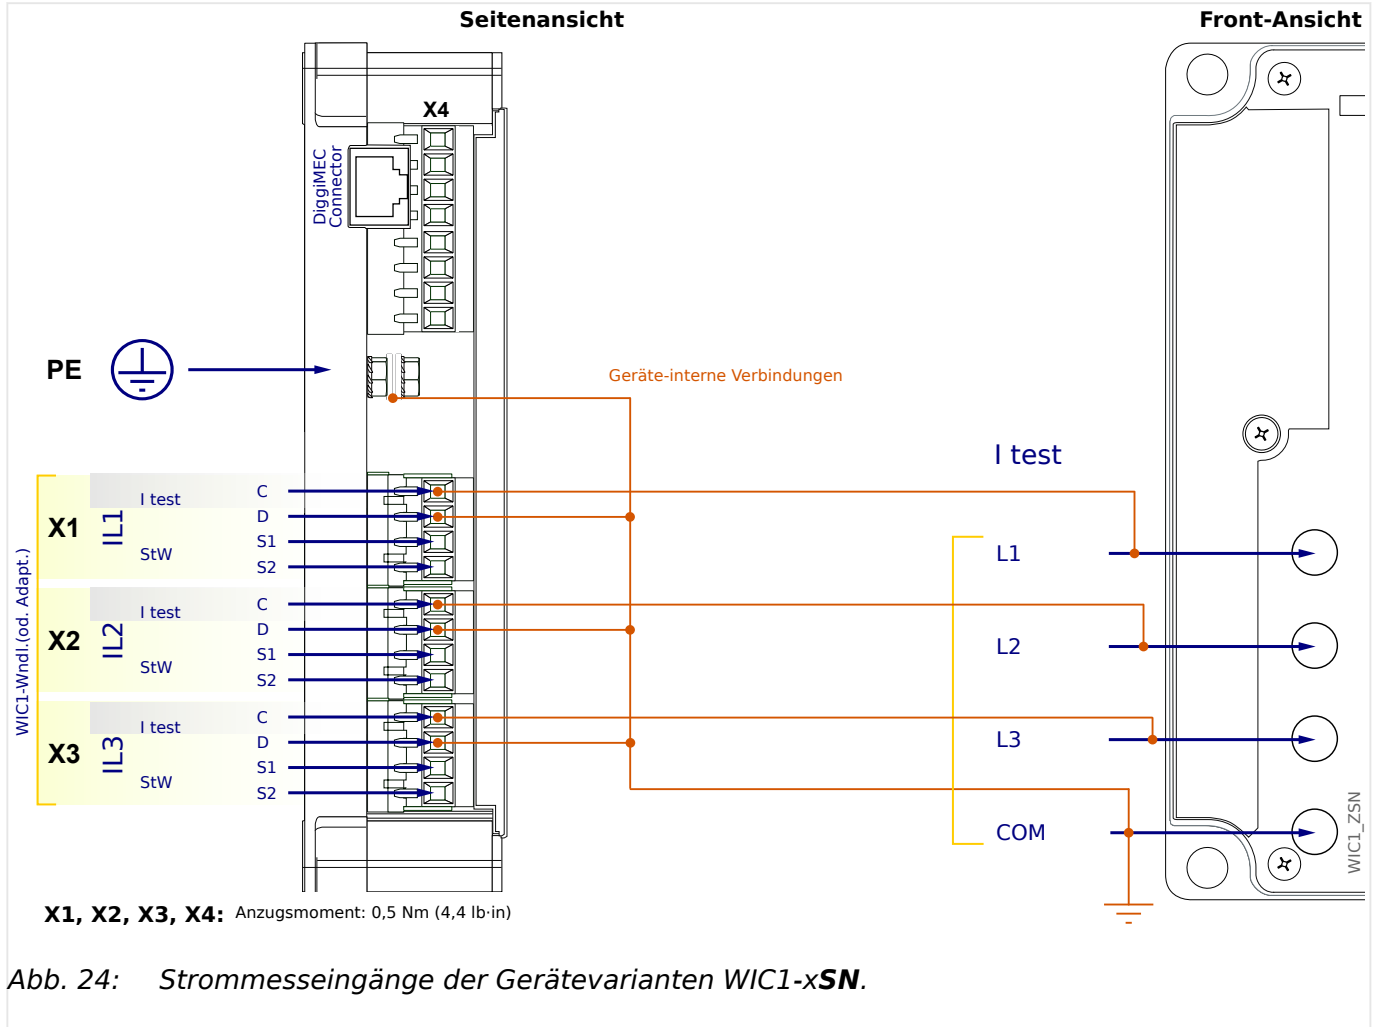 Seitenansicht
Front-Ansicht
X4
DiggiMEC
Connector
PE
Geräte-interne Verbindungen
I test
WIC1-Wndl.(od. Adapt.)
X1
IL1
I test
StW
C
D
S1
S2
X2
IL2
I test
StW
C
D
S1
S2
X3
IL3
I test
StW
C
D
S1
S2
L1
L2
L3
COM
WIC1_ZSN
X1, X2, X3, X4: Anzugsmoment: 0,5 Nm (4,4 lb·in)
Abb. 24: Strommesseingänge der Gerätevarianten WIC1-xSN.